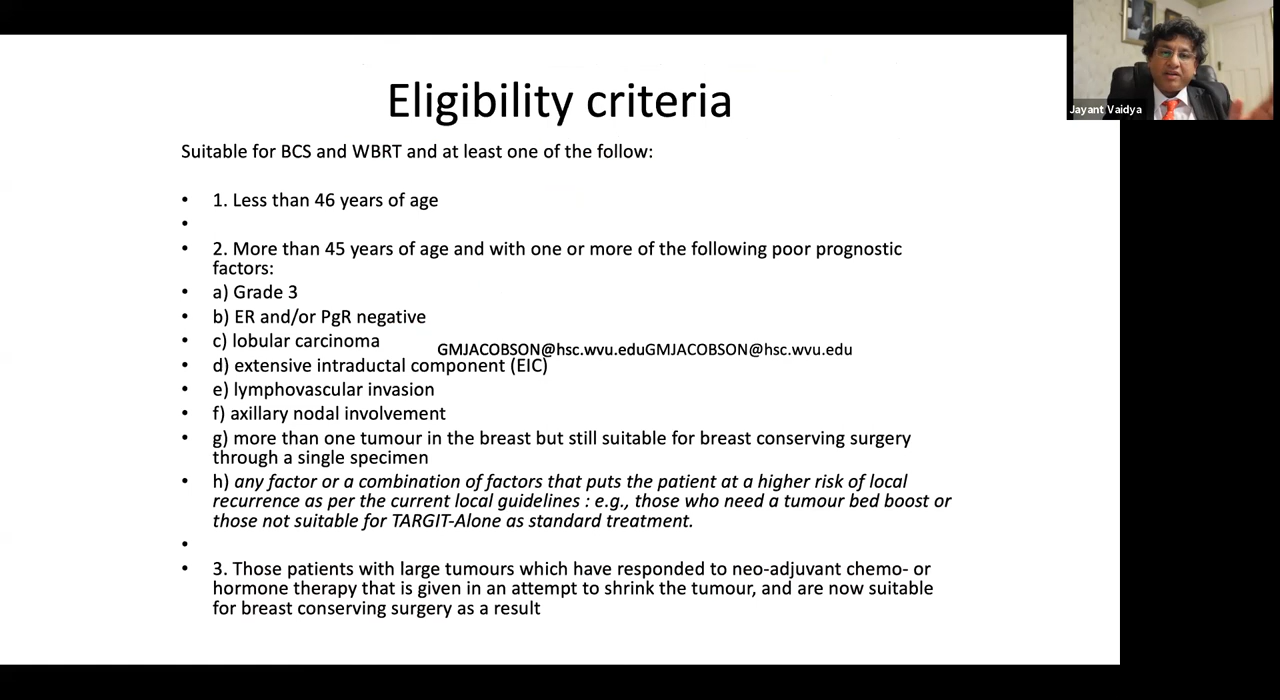 Jayant Vaidya
Eligibility criteria
Suitable for BCS and WBRT and at least one of the follow:
• 1. Less than 46 years of age
•
• 2. More than 45 years of age and with one or more of the following poor prognostic
factors:
• a) Grade 3
• b) ER and/or PgR negative
• c) lobular carcinoma
GMJACOBSON@hsc.wvu.eduGMJACOBSON@hsc.wvu.edu
• d) extensive intraductal component (EIC)
• e) lymphovascular invasion
• f) axillary nodal involvement
• g) more than one tumour in the breast but still suitable for breast conserving surgery
through a single specimen
• h) any factor or a combination of factors that puts the patient at a higher risk of local
recurrence as per the current local guidelines : e.g., those who need a tumour bed boost or
those not suitable for TARGIT-Alone as standard treatment.
•
• 3. Those patients with large tumours which have responded to neo-adjuvant chemo- or
hormone therapy that is given in an attempt to shrink the tumour, and are now suitable
for breast conserving surgery as a result